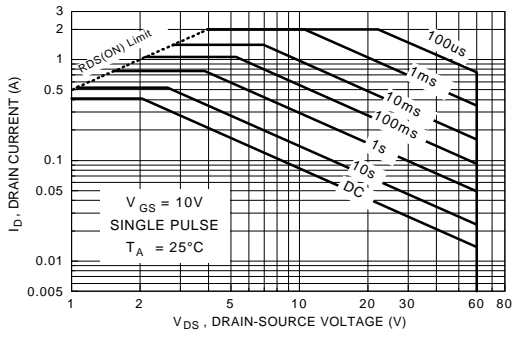 3
2
1
0.5
0.1
0.05
0.01
0.005
I D, DRAIN CURRENT (A)
RDS(ON) Limit
100us
1ms
10ms
100ms
1s
10s
DC
V GS = 10V
SINGLE PULSE
T A = 25°C
1 2 5 10 20 30 60 80
V DS , DRAIN-SOURCE VOLTAGE (V)